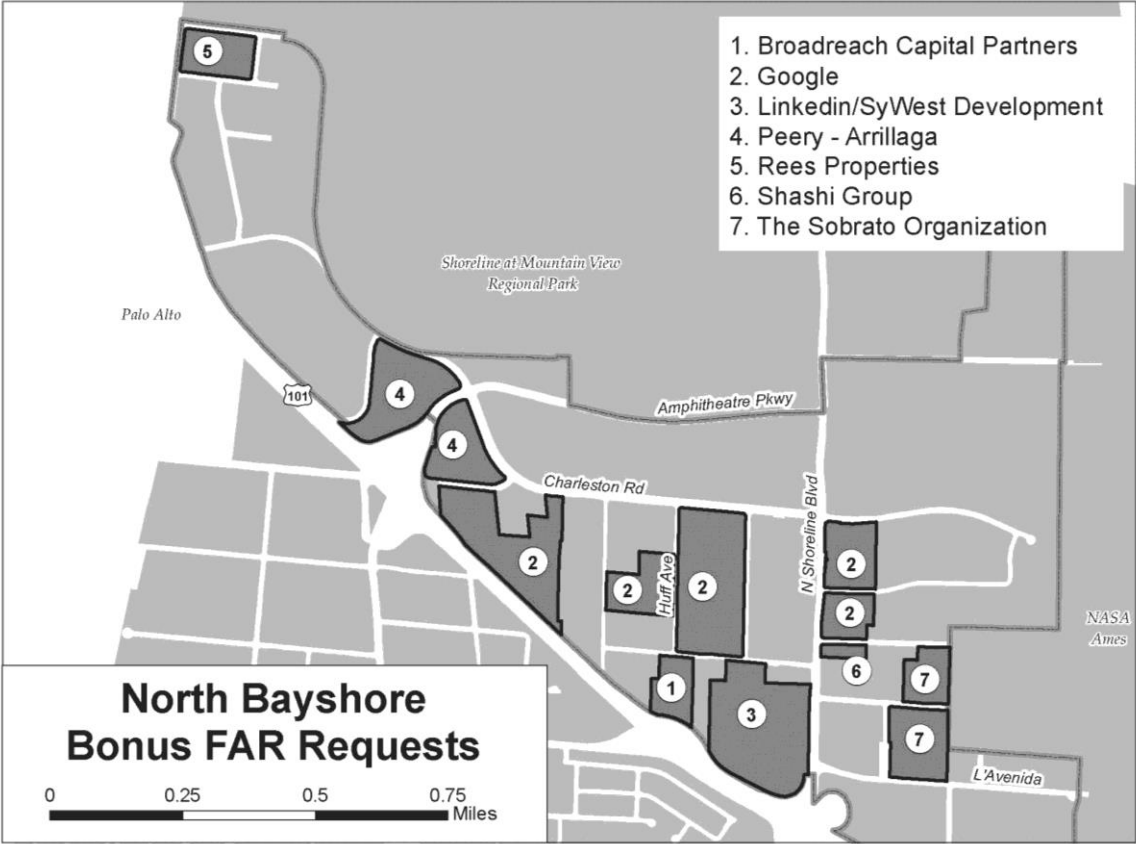 1. Broadreach Capital Partners
2. Google
3. Linkedin/SyWest Development
4. Peery - Arrillaga
5. Rees Properties
6. Shashi Group
7. The Sobrato Organization
5
Shoreline at Mountain View
Regional Park
Palo Alto
101
4
Amphitheatre Pkwy
4
Charleston Rd
N Shoreline Blvd
2
2
Huff Ave
2
2
2
NASA
Ames
6
7
1
3
7
L'Avenida
North Bayshore
Bonus FAR Requests
0 0.25 0.5 0.75
Miles